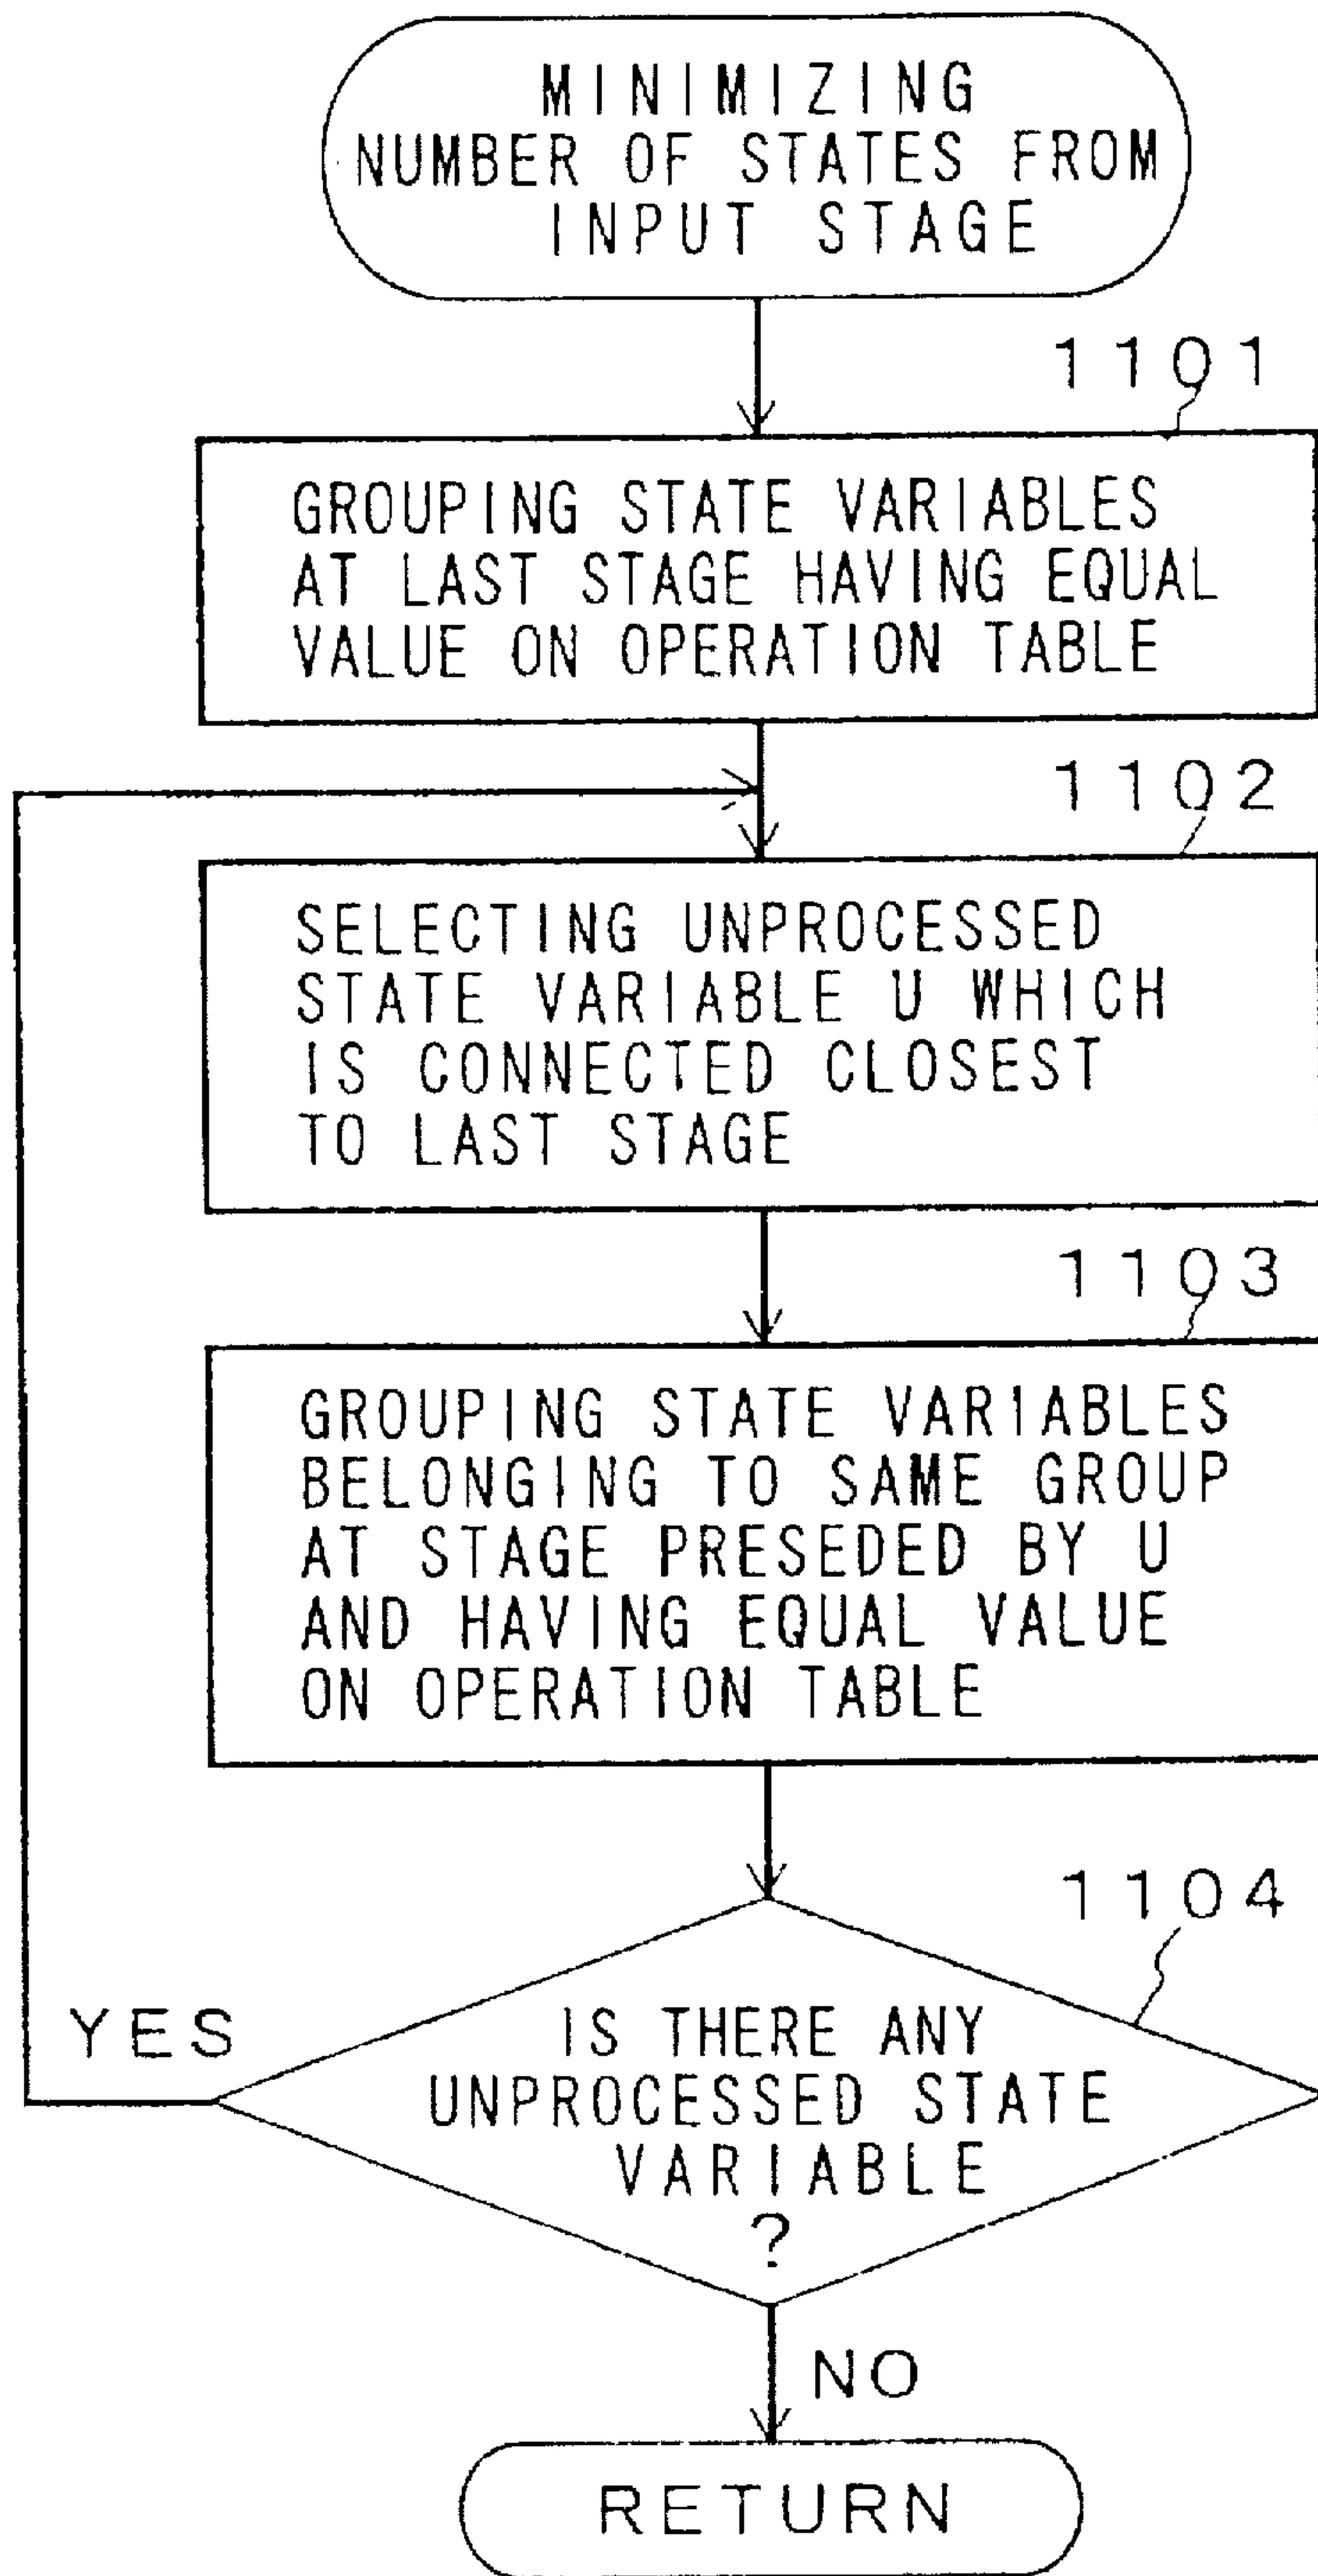 MINIMIZING
NUMBER OF STATES FROM
INPUT STAGE
1101
GROUPING STATE VARIABLES
AT LAST STAGE HAVING EQUAL
VALUE ON OPERATION TABLE
1102
SELECTING UNPROCESSED
STATE VARIABLE U WHICH
IS CONNECTED CLOSEST
TO LAST STAGE
1103
GROUPING STATE VARIABLES
BELONGING TO SAME GROUP
AT STAGE PRESEDED BY U
AND HAVING EQUAL VALUE
ON OPERATION TABLE
1104
YES
IS THERE ANY
UNPROCESSED STATE
VARIABLE
?
NO
RETURN